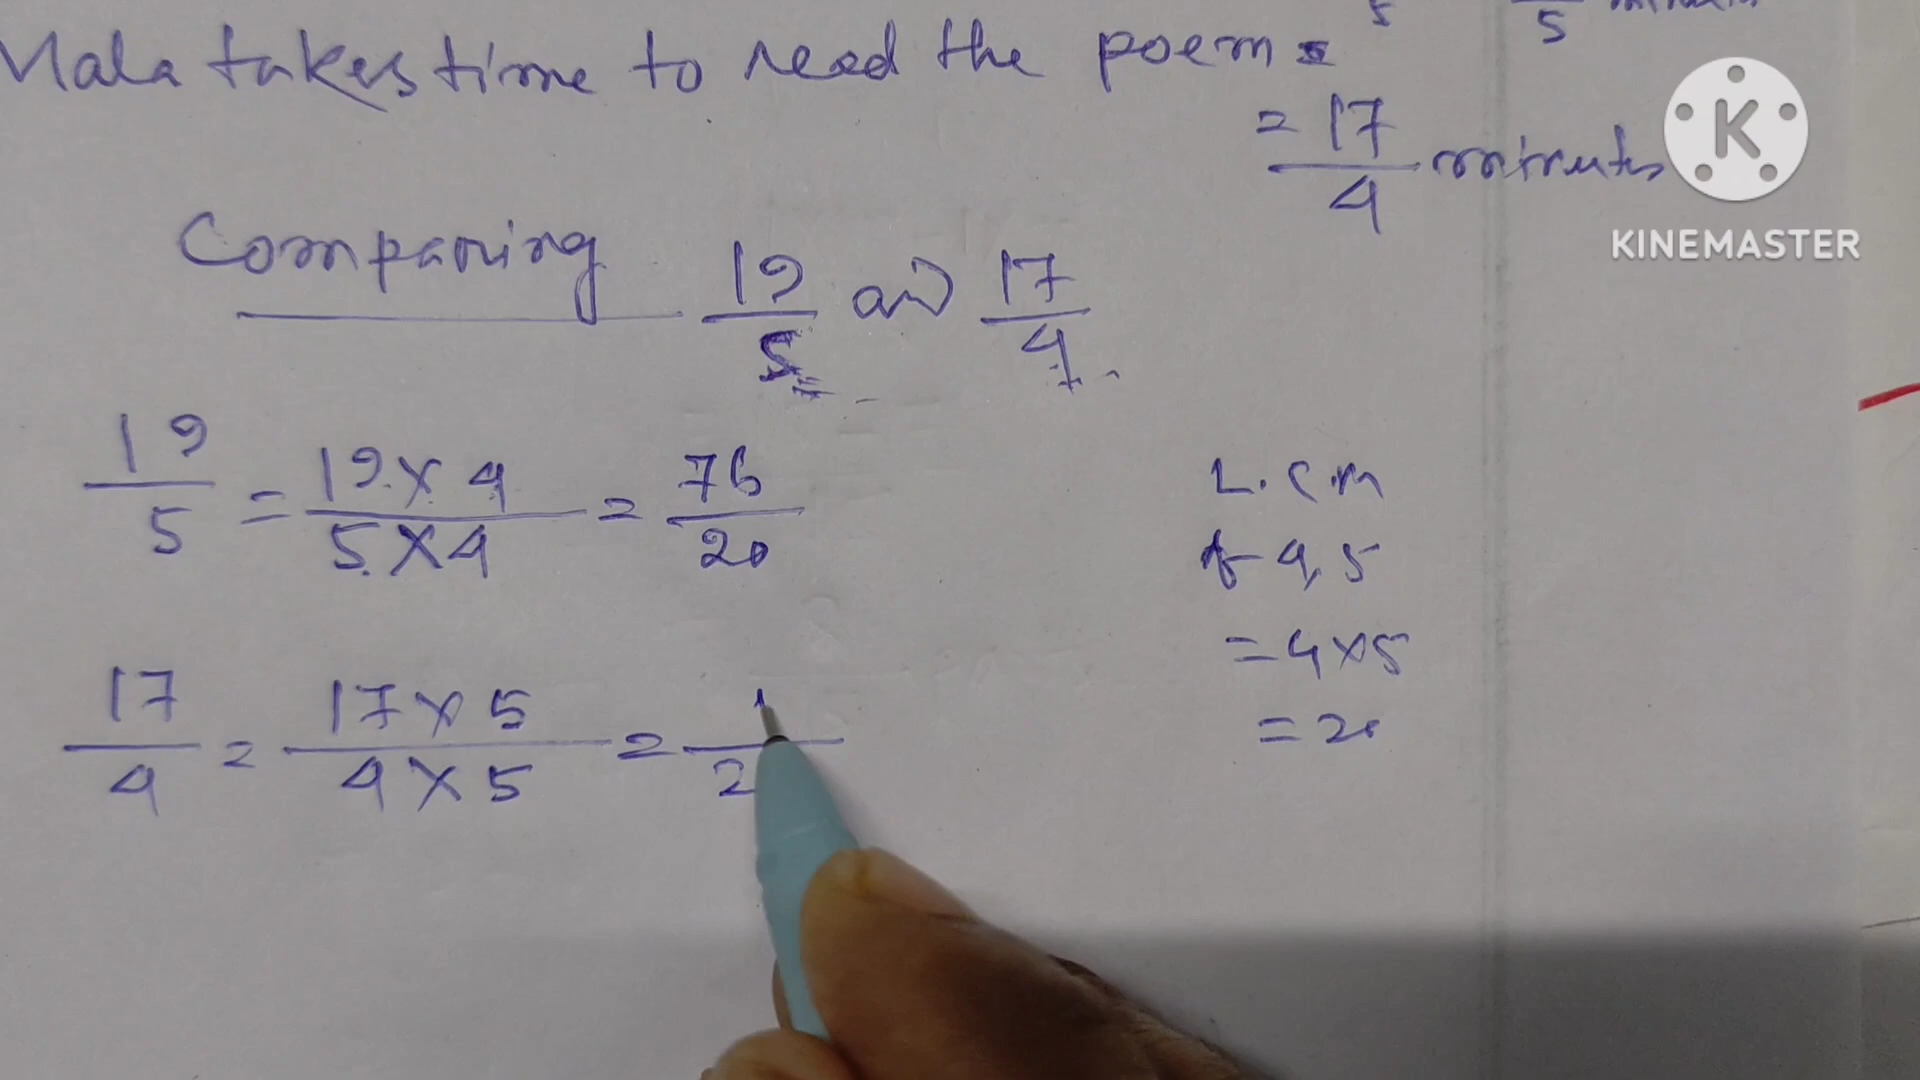 5 5
Mala takes time to read the poem =
= 17/4 minutes
KINEMASTER
Comparing 19/5 and 17/4
19/5 = 19 x 4 / 5 x 4 = 76/20
L.C.M
of 4, 5
= 4 x 5
= 20
17/4 = 17 x 5 / 4 x 5 = / 2